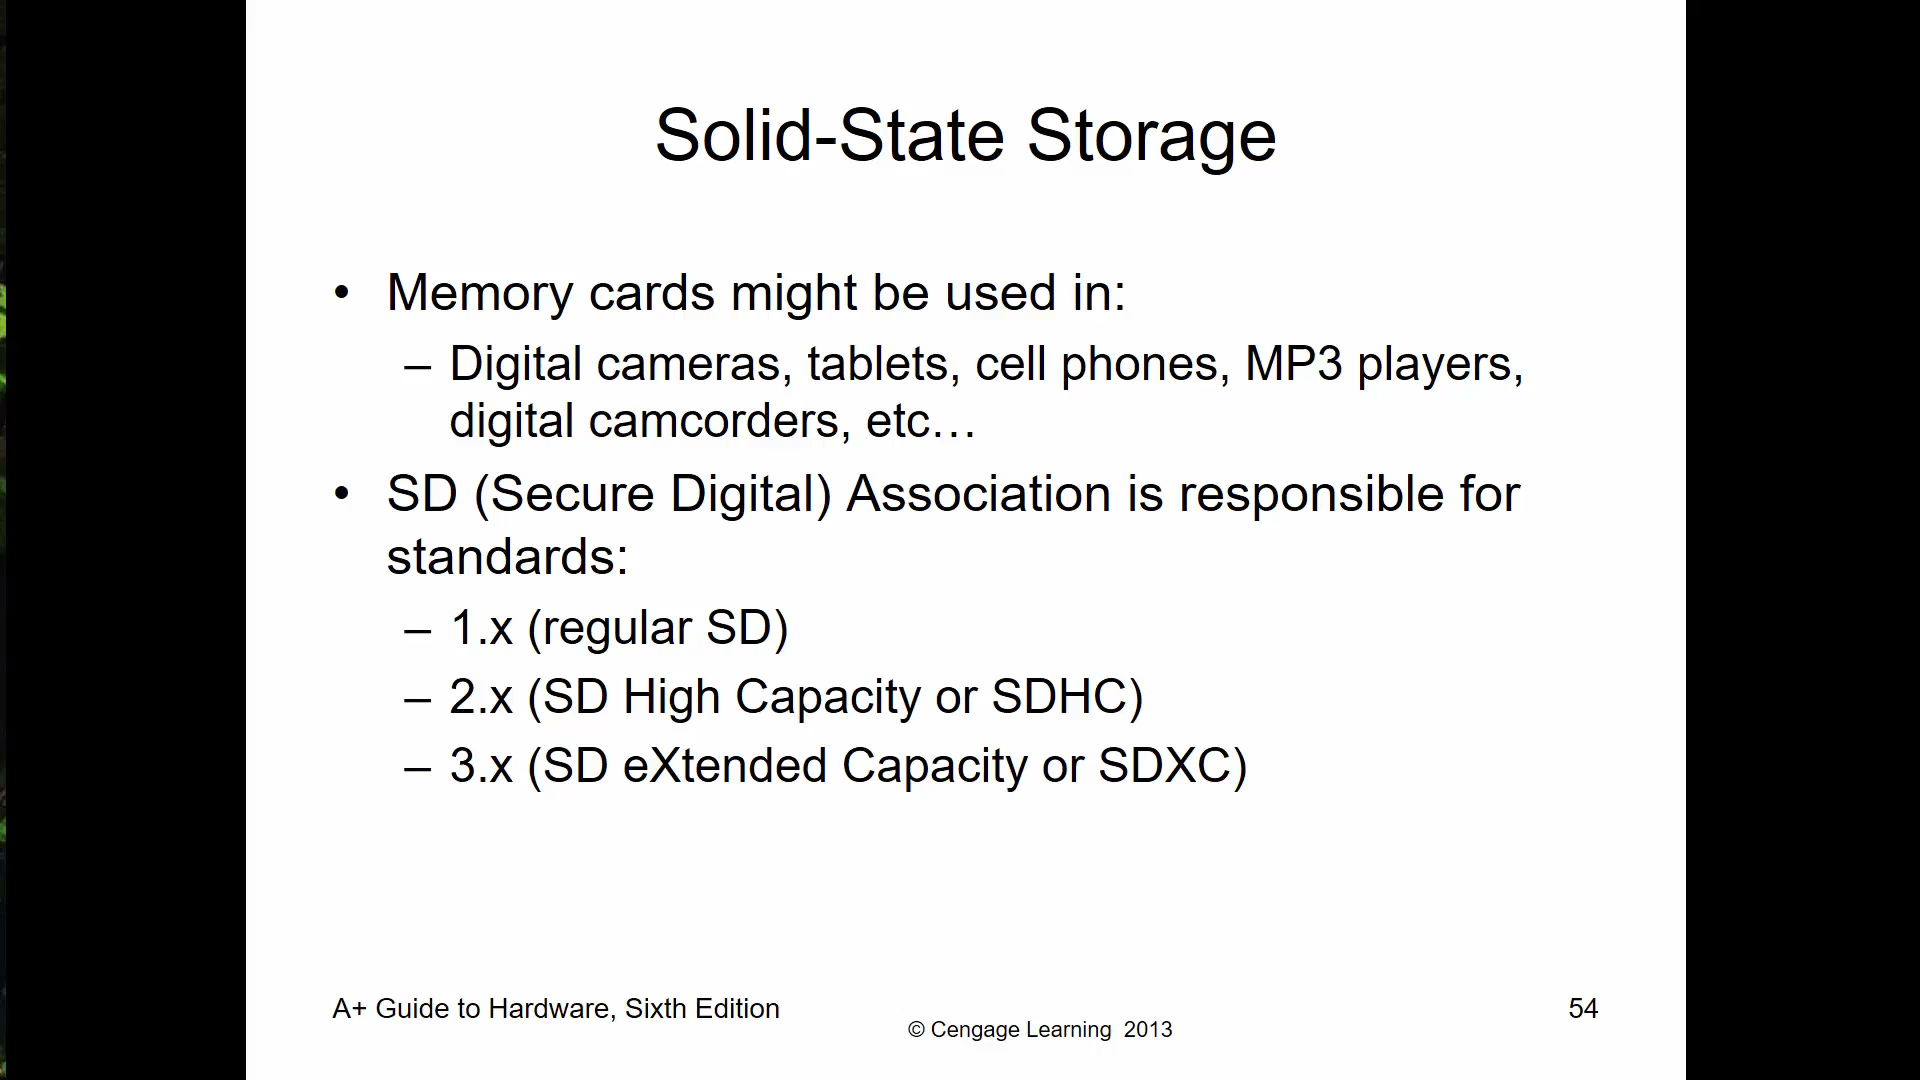 Solid-State Storage
• Memory cards might be used in:
– Digital cameras, tablets, cell phones, MP3 players,
digital camcorders, etc…
• SD (Secure Digital) Association is responsible for
standards:
– 1.x (regular SD)
– 2.x (SD High Capacity or SDHC)
– 3.x (SD eXtended Capacity or SDXC)
A+ Guide to Hardware, Sixth Edition
© Cengage Learning 2013
54